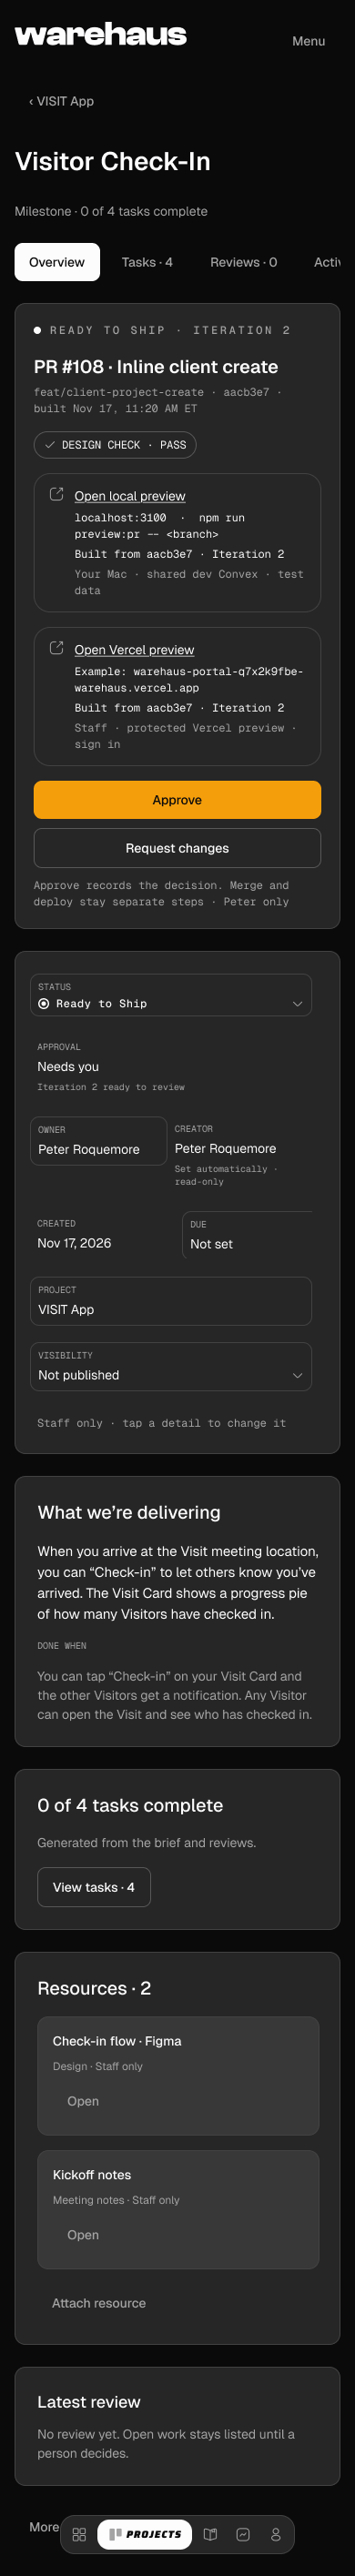 warehaus
Menu
‹ VISIT App
Visitor Check-In
Milestone · 0 of 4 tasks complete
Overview Tasks · 4 Reviews · 0 Activ
READY TO SHIP · ITERATION 2
PR #108 · Inline client create
feat/client-project-create · aacb3e7 ·
built Nov 17, 11:20 AM ET
DESIGN CHECK · PASS
Open local preview
localhost:3100 · npm run
preview:pr -- <branch>
Built from aacb3e7 · Iteration 2
Your Mac · shared dev Convex · test
data
Open Vercel preview
Example: warehaus-portal-q7x2k9fbe-
warehaus.vercel.app
Built from aacb3e7 · Iteration 2
Staff · protected Vercel preview ·
sign in
Approve
Request changes
Approve records the decision. Merge and
deploy stay separate steps · Peter only
STATUS
Ready to Ship
APPROVAL
Needs you
Iteration 2 ready to review
OWNER
Peter Roquemore
CREATOR
Peter Roquemore
Set automatically ·
read-only
CREATED
Nov 17, 2026
DUE
Not set
PROJECT
VISIT App
VISIBILITY
Not published
Staff only · tap a detail to change it
What we’re delivering
When you arrive at the Visit meeting location,
you can “Check-in” to let others know you’ve
arrived. The Visit Card shows a progress pie
of how many Visitors have checked in.
DONE WHEN
You can tap “Check-in” on your Visit Card and
the other Visitors get a notification. Any Visitor
can open the Visit and see who has checked in.
0 of 4 tasks complete
Generated from the brief and reviews.
View tasks · 4
Resources · 2
Check-in flow · Figma
Design · Staff only
Open
Kickoff notes
Meeting notes · Staff only
Open
Attach resource
Latest review
No review yet. Open work stays listed until a
person decides.
More
PROJECTS